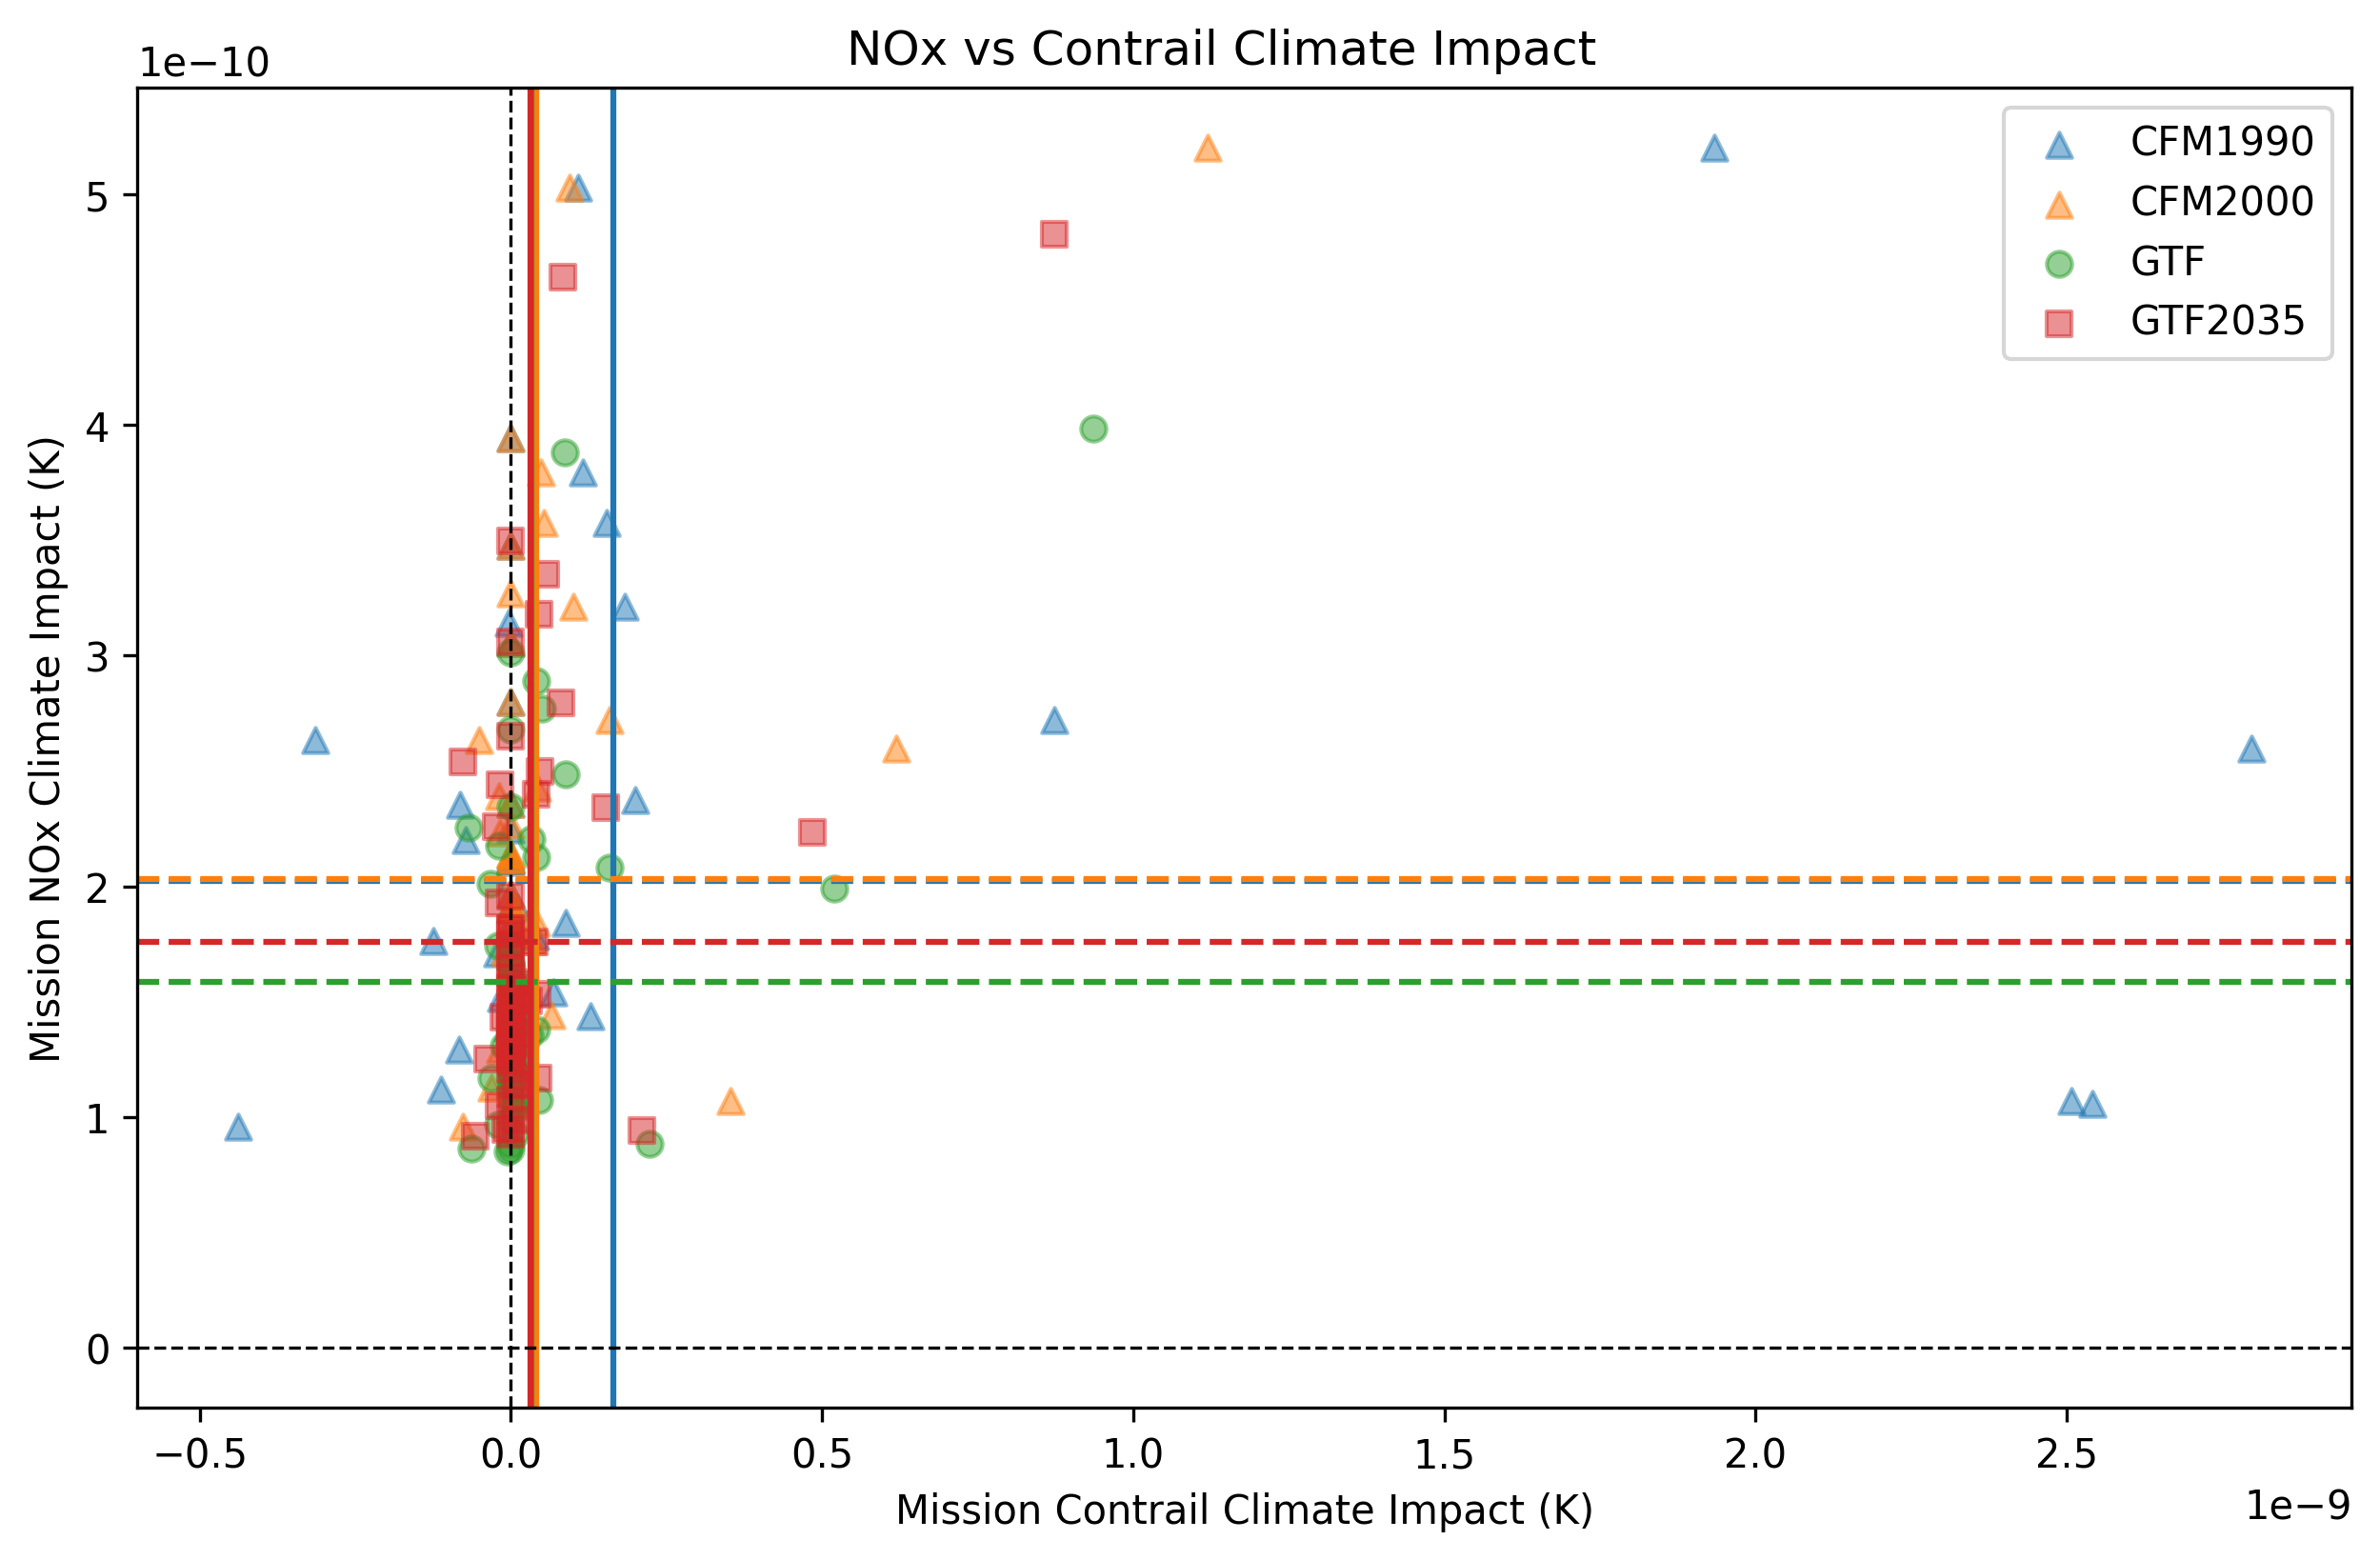 NOx vs Contrail Climate Impact
1e−10
CFM1990
CFM2000
GTF
GTF2035
Mission NOx Climate Impact (K)
5
4
3
2
1
0
−0.5 0.0 0.5 1.0 1.5 2.0 2.5
Mission Contrail Climate Impact (K)
1e−9